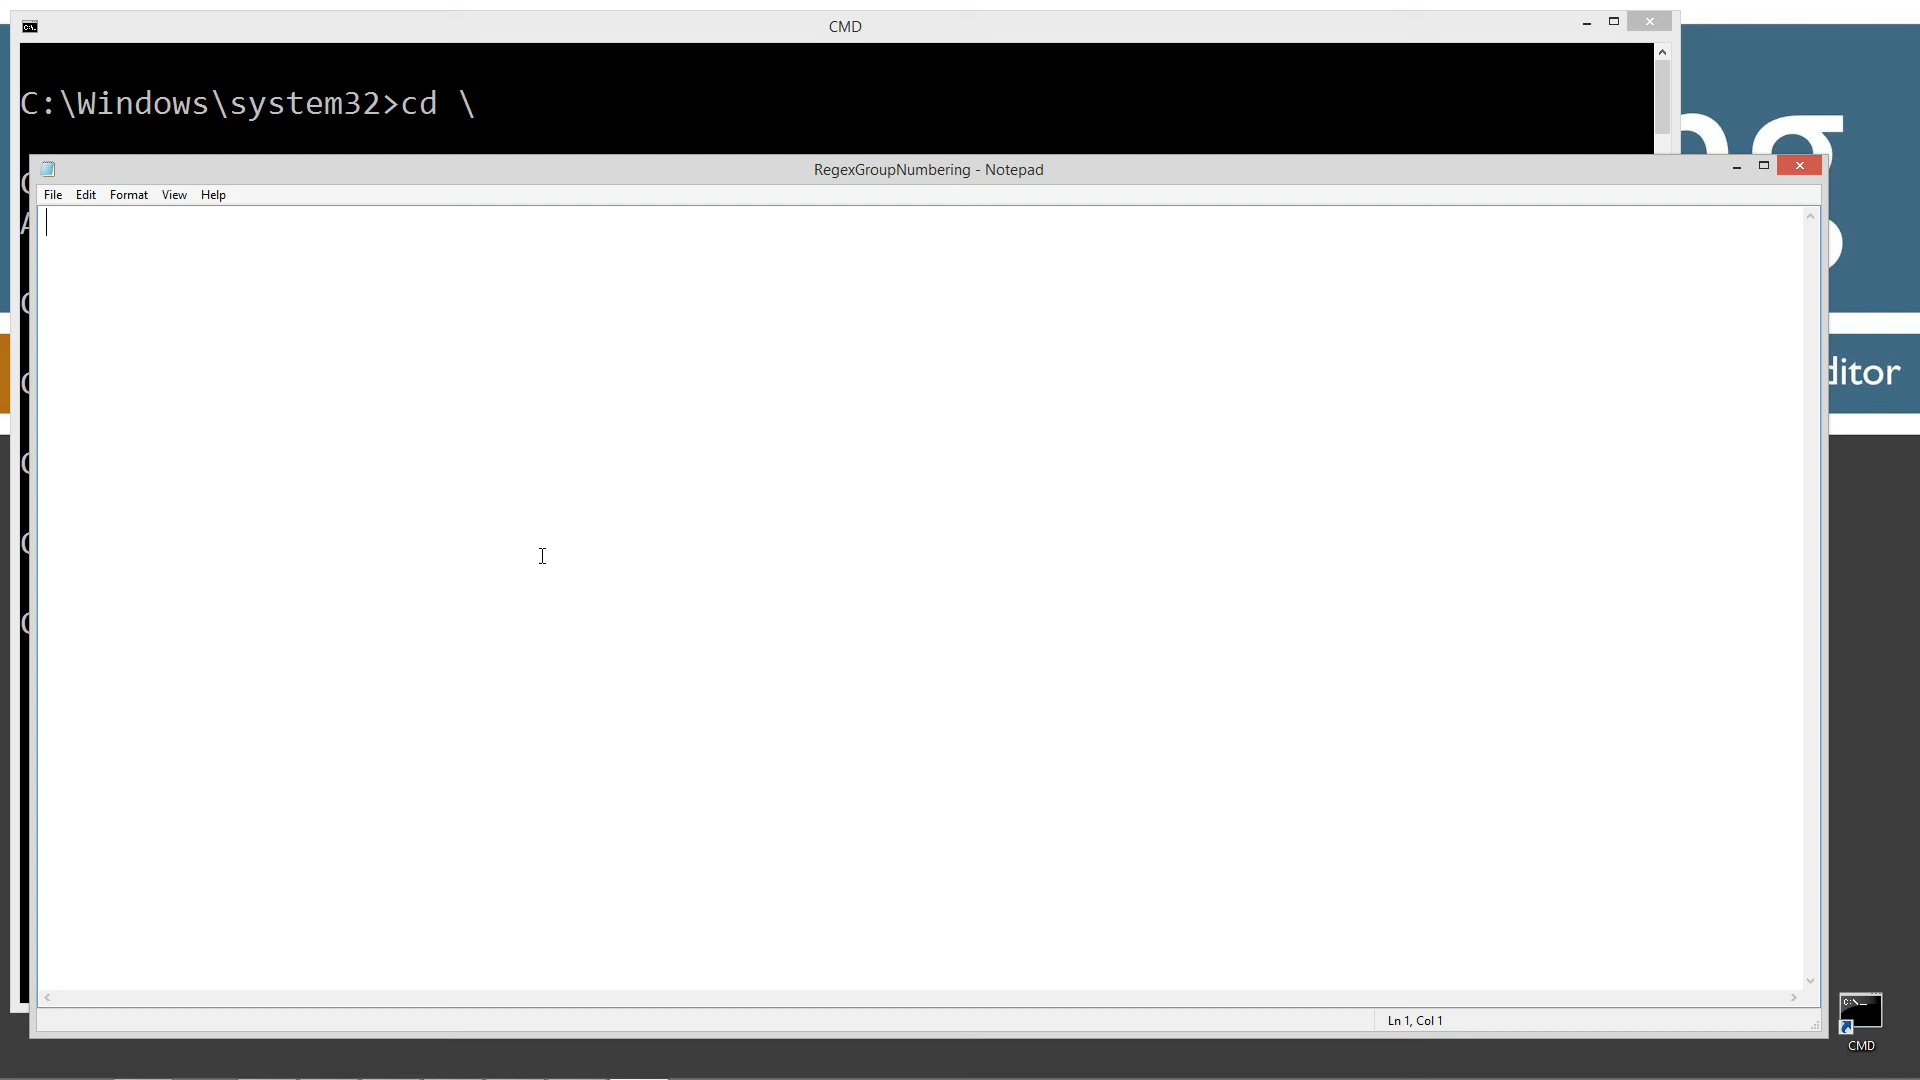 CMD
C:\Windows\system32>cd \
RegexGroupNumbering - Notepad
File Edit Format View Help
ditor
Ln 1, Col 1
CMD